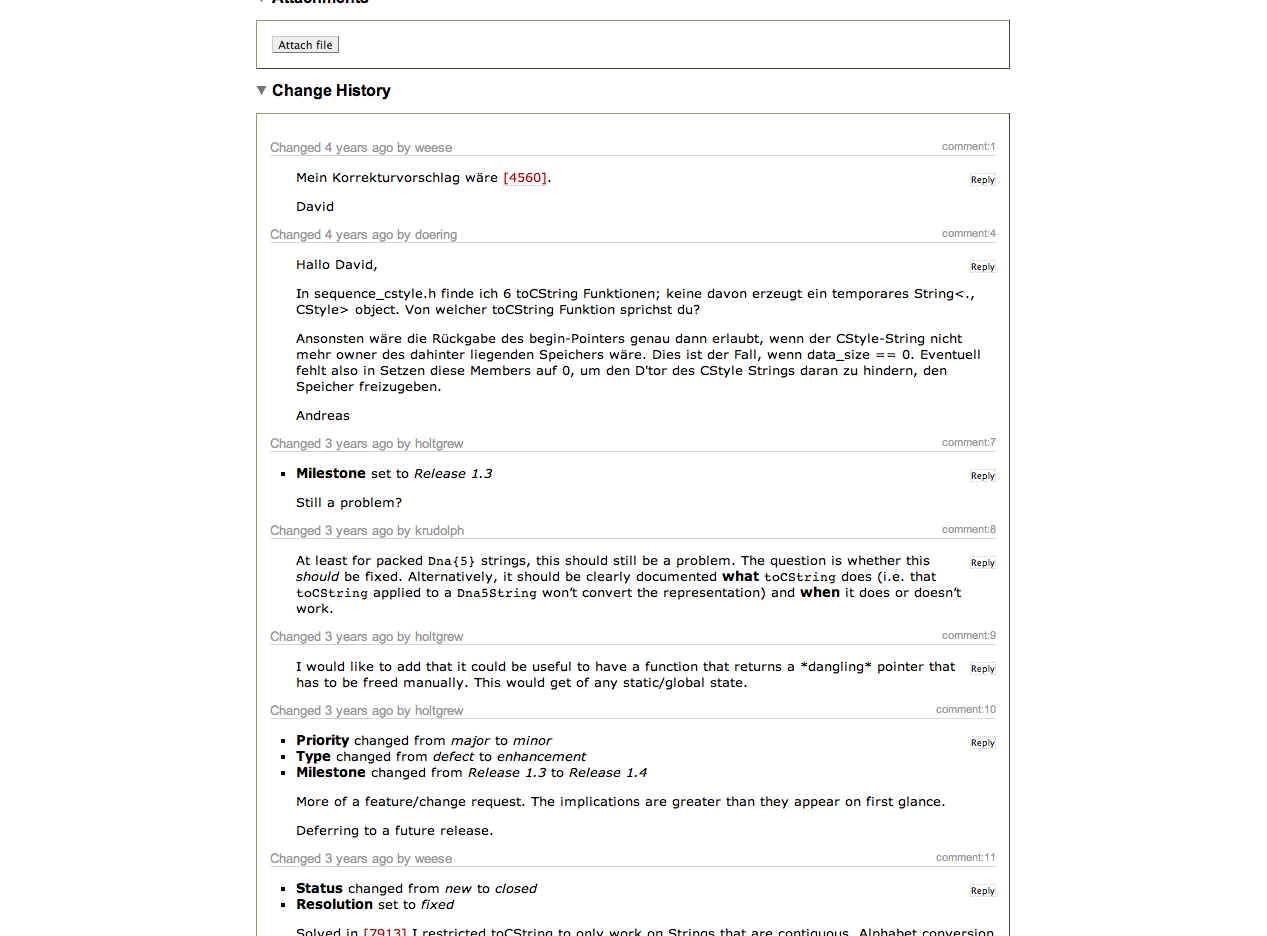 Attachments
Attach file
Change History
Changed 4 years ago by weese comment:1
Mein Korrekturvorschlag wäre [4560].
Reply
David
Changed 4 years ago by doering comment:4
Hallo David,
Reply
In sequence_cstyle.h finde ich 6 toCString Funktionen; keine davon erzeugt ein temporares String<.,
CStyle> object. Von welcher toCString Funktion sprichst du?
Ansonsten wäre die Rückgabe des begin-Pointers genau dann erlaubt, wenn der CStyle-String nicht
mehr owner des dahinter liegenden Speichers wäre. Dies ist der Fall, wenn data_size == 0. Eventuell
fehlt also in Setzen diese Members auf 0, um den D'tor des CStyle Strings daran zu hindern, den
Speicher freizugeben.
Andreas
Changed 3 years ago by holtgrew comment:7
Milestone set to Release 1.3
Reply
Still a problem?
Changed 3 years ago by krudolph comment:8
At least for packed Dna{5} strings, this should still be a problem. The question is whether this
Reply
should be fixed. Alternatively, it should be clearly documented what toCString does (i.e. that
toCString applied to a Dna5String won’t convert the representation) and when it does or doesn’t
work.
Changed 3 years ago by holtgrew comment:9
I would like to add that it could be useful to have a function that returns a *dangling* pointer that
Reply
has to be freed manually. This would get of any static/global state.
Changed 3 years ago by holtgrew comment:10
Priority changed from major to minor
Reply
Type changed from defect to enhancement
Milestone changed from Release 1.3 to Release 1.4
More of a feature/change request. The implications are greater than they appear on first glance.
Deferring to a future release.
Changed 3 years ago by weese comment:11
Status changed from new to closed
Reply
Resolution set to fixed
Solved in [7913] I restricted toCString to only work on Strings that are contiguous. Alphabet conversion